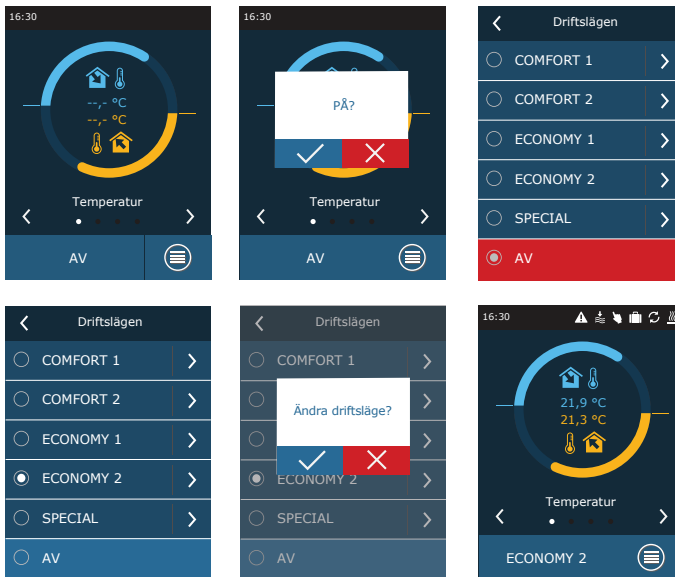 16:30
--,- °C
--,- °C
Temperatur
AV
16:30
PÅ?
Temperatur
AV
Driftslägen
COMFORT 1
COMFORT 2
ECONOMY 1
ECONOMY 2
SPECIAL
AV
Driftslägen
COMFORT 1
COMFORT 2
ECONOMY 1
ECONOMY 2
SPECIAL
AV
Driftslägen
COMFORT 1
Ändra driftsläge?
ECONOMY 2
SPECIAL
AV
16:30
21,9 °C
21,3 °C
Temperatur
ECONOMY 2